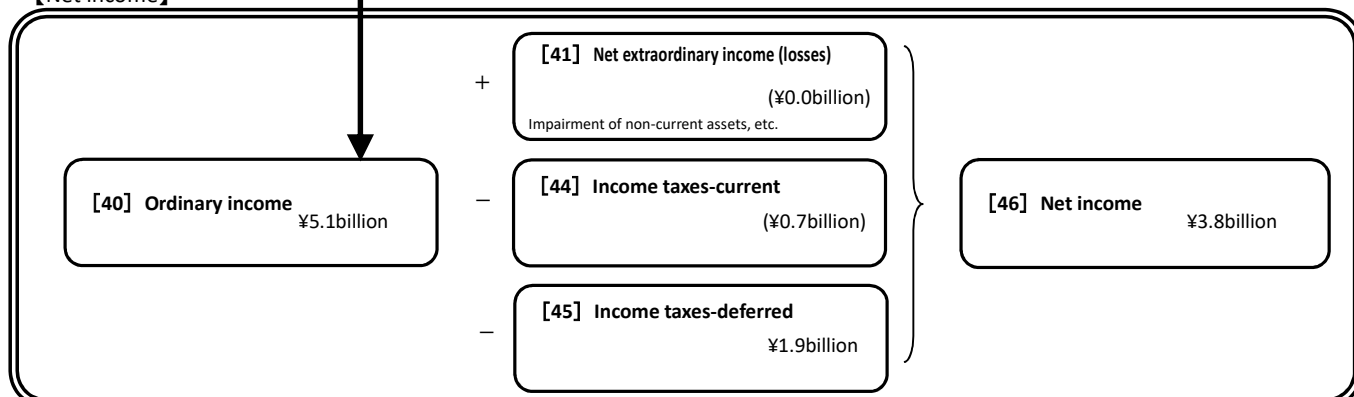 【Net income】
[41] Net extraordinary income (losses)
+
(¥0.0billion)
Impairment of non-current assets, etc.
[40] Ordinary income
¥5.1billion
−
[44] Income taxes-current
(¥0.7billion)
[46] Net income
¥3.8billion
−
[45] Income taxes-deferred
¥1.9billion